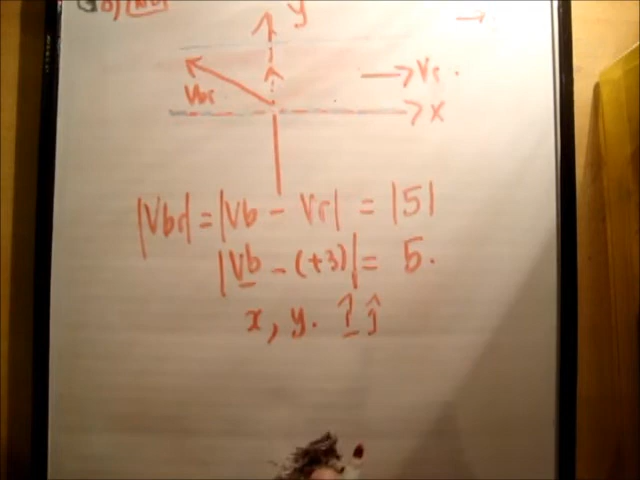 b)
y
Vbr
Vr.
x
|Vbr| = |Vb - Vr| = |5|
|Vb - (+3)| = 5.
x, y. î ĵ